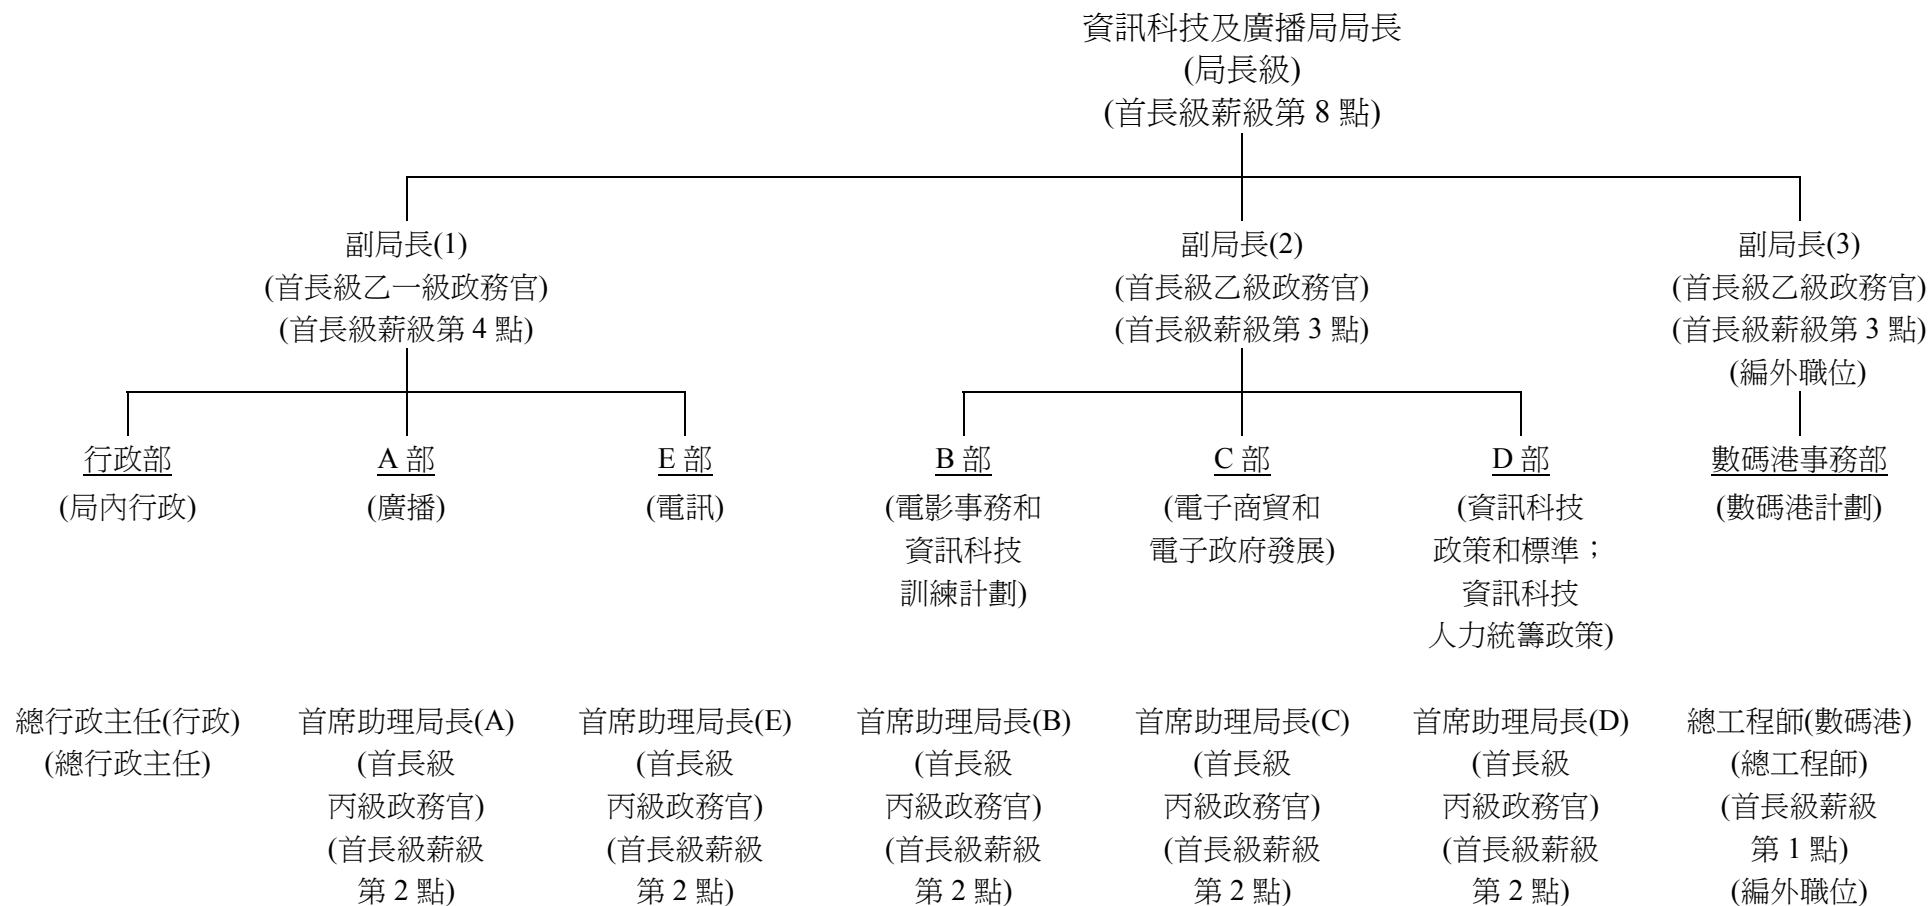 資訊科技及廣播局局長
(局長級)
(首長級薪級第 8 點)
副局長(1)
(首長級乙一級政務官)
(首長級薪級第 4 點)
副局長(2)
(首長級乙級政務官)
(首長級薪級第 3 點)
副局長(3)
(首長級乙級政務官)
(首長級薪級第 3 點)
(編外職位)
行政部
(局內行政)
A 部
(廣播)
E 部
(電訊)
B 部
(電影事務和
資訊科技
訓練計劃)
C 部
(電子商貿和
電子政府發展)
D 部
(資訊科技
政策和標準；
資訊科技
人力統籌政策)
數碼港事務部
(數碼港計劃)
總行政主任(行政)
(總行政主任)
首席助理局長(A)
(首長級
丙級政務官)
(首長級薪級
第 2 點)
首席助理局長(E)
(首長級
丙級政務官)
(首長級薪級
第 2 點)
首席助理局長(B)
(首長級
丙級政務官)
(首長級薪級
第 2 點)
首席助理局長(C)
(首長級
丙級政務官)
(首長級薪級
第 2 點)
首席助理局長(D)
(首長級
丙級政務官)
(首長級薪級
第 2 點)
總工程師(數碼港)
(總工程師)
(首長級薪級
第 1 點)
(編外職位)